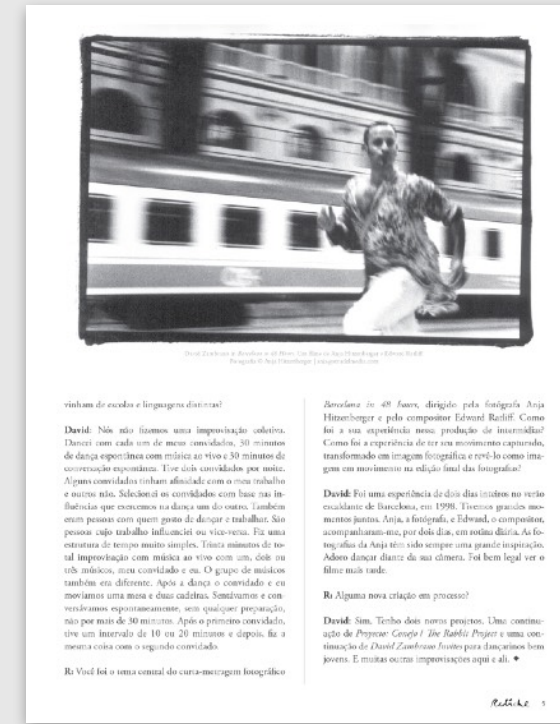 David Zambrano in Barcelona in 48 Hours. Um filme de Anja Hitzenberger e Edward Ratliff
vinham de escolas e linguagens distintas?
David: Nós não fizemos uma improvisação coletiva.
Dancei com cada um de meus convidados, 30 minutos
de dança espontânea com música ao vivo e 30 minutos de
conversação espontânea. Tive dois convidados por noite.
Alguns convidados tinham afinidade com o meu trabalho
e outros não. Selecionei os convidados com base nas in-
fluências que exercemos na dança um do outro. Também
eram pessoas com quem gosto de dançar e trabalhar. São
pessoas cujo trabalho influenciei ou vice-versa. Fiz uma
estrutura de tempo muito simples. Trinta minutos de to-
tal improvisação com música ao vivo com um, dois ou
três músicos, meu convidado e eu. O grupo de músicos
também era diferente. Após a dança o convidado e eu
movíamos uma mesa e duas cadeiras. Sentávamos e con-
versávamos espontaneamente, sem qualquer preparação,
não por mais de 30 minutos. Após o primeiro convidado,
tive um intervalo de 10 ou 20 minutos e depois, fiz a
mesma coisa com o segundo convidado.
R: Você foi o tema central do curta-metragem fotográfico
Barcelona in 48 hours, dirigido pela fotógrafa Anja
Hitzenberger e pelo compositor Edward Ratliff. Como
foi a sua experiência nessa produção de intermídia?
Como foi a experiência de ter seu movimento capturado,
transformado em imagem fotográfica e revê-lo como ima-
gem em movimento na edição final das fotografias?
David: Foi uma experiência de dois dias inteiros no verão
escaldante de Barcelona, em 1998. Tivemos grandes mo-
mentos juntos. Anja, a fotógrafa, e Edward, o compositor,
acompanharam-me, por dois dias, em rotina diária. As fo-
tografias da Anja têm sido sempre uma grande inspiração.
Adoro dançar diante da sua câmera. Foi bem legal ver o
filme mais tarde.
R: Alguma nova criação em processo?
David: Sim. Tenho dois novos projetos. Uma continu-
ação de Proyecto: Conejo / The Rabbit Project e uma con-
tinuação de David Zambrano Invites para dançarinos bem
jovens. E muitas outras improvisações aqui e ali. ◆
Relâche 5